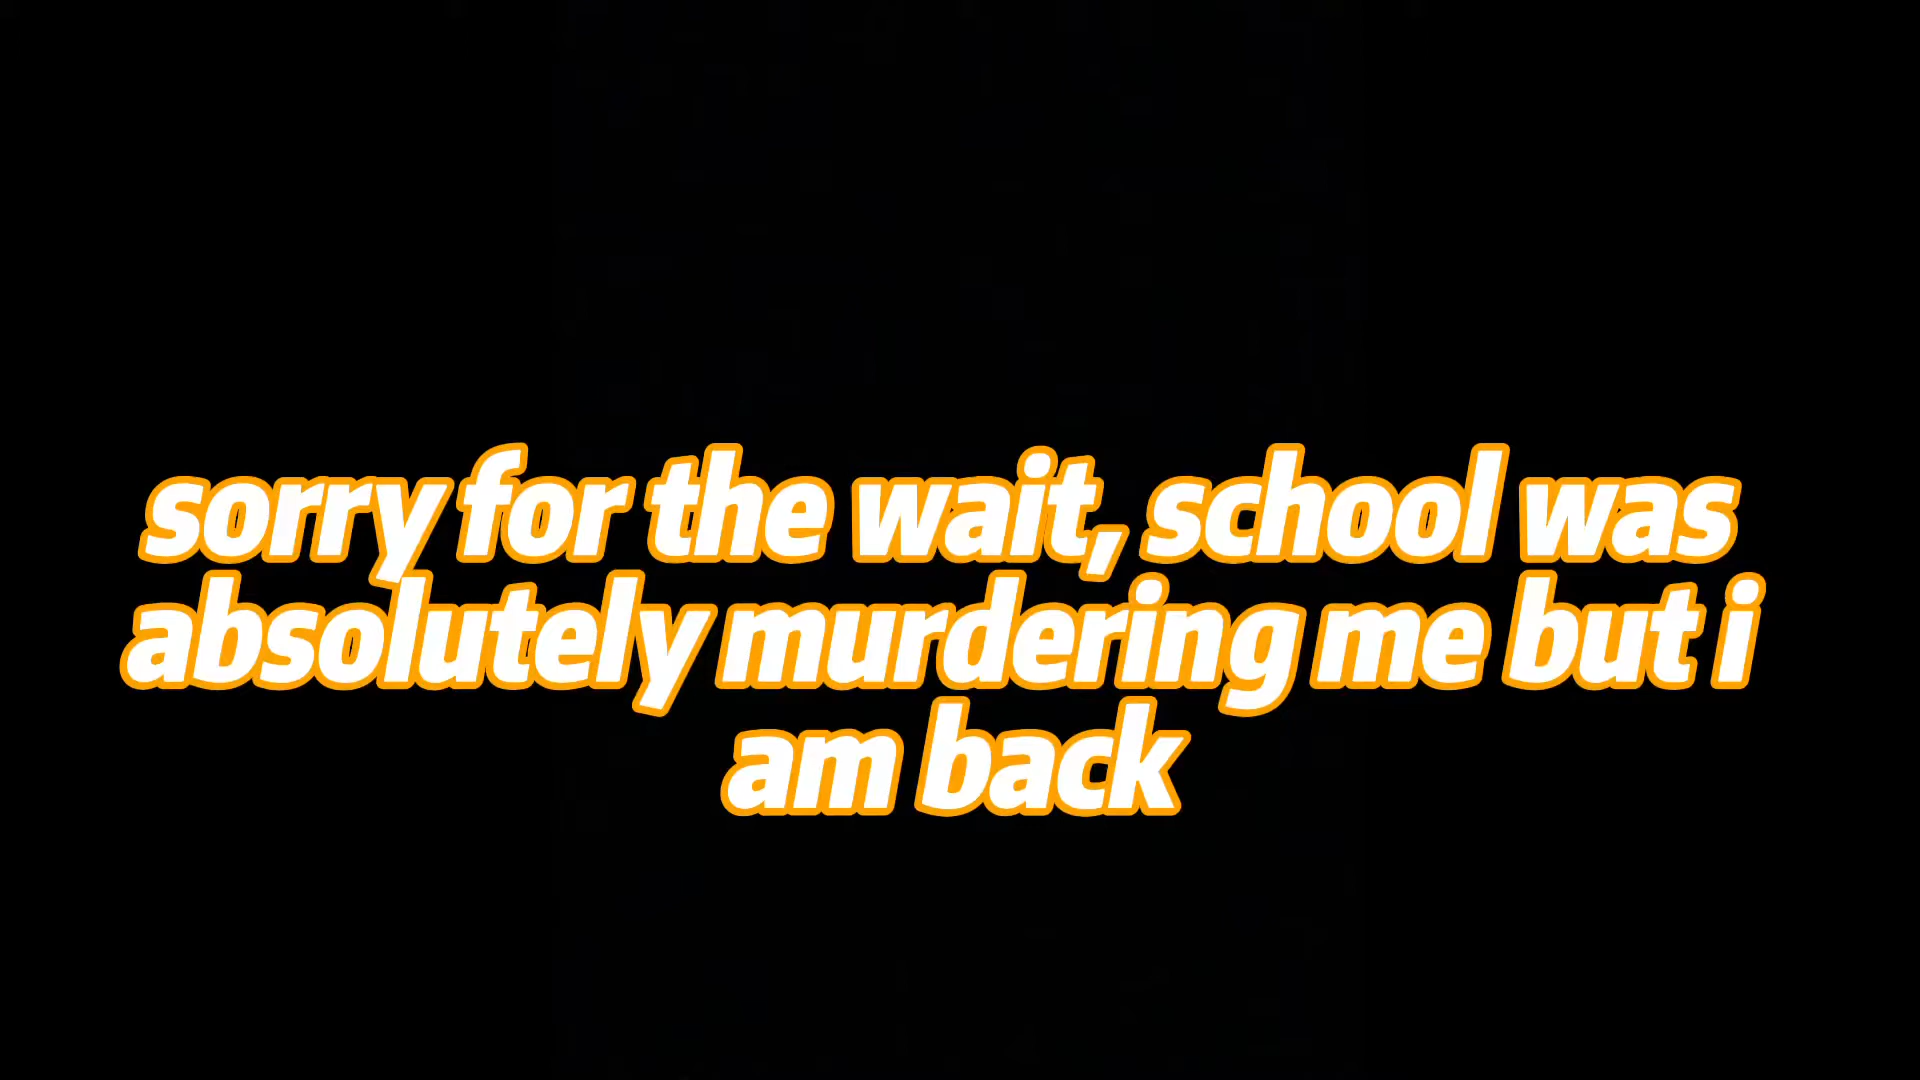 sorry for the wait, school was
absolutely murdering me but i
am back